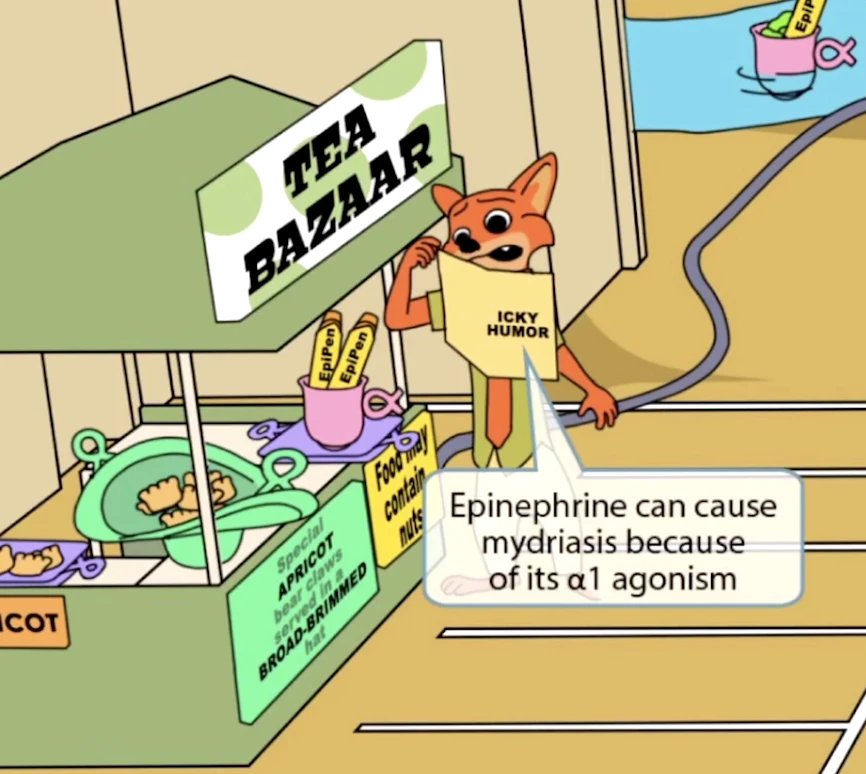 EpiP
TEA
BAZAAR
ICKY
HUMOR
EpiPen
EpiPen
Food may
contain
nuts
Epinephrine can cause
mydriasis because
of its α1 agonism
Special
APRICOT
bear claws
served in a
BROAD-BRIMMED
hat
ICOT